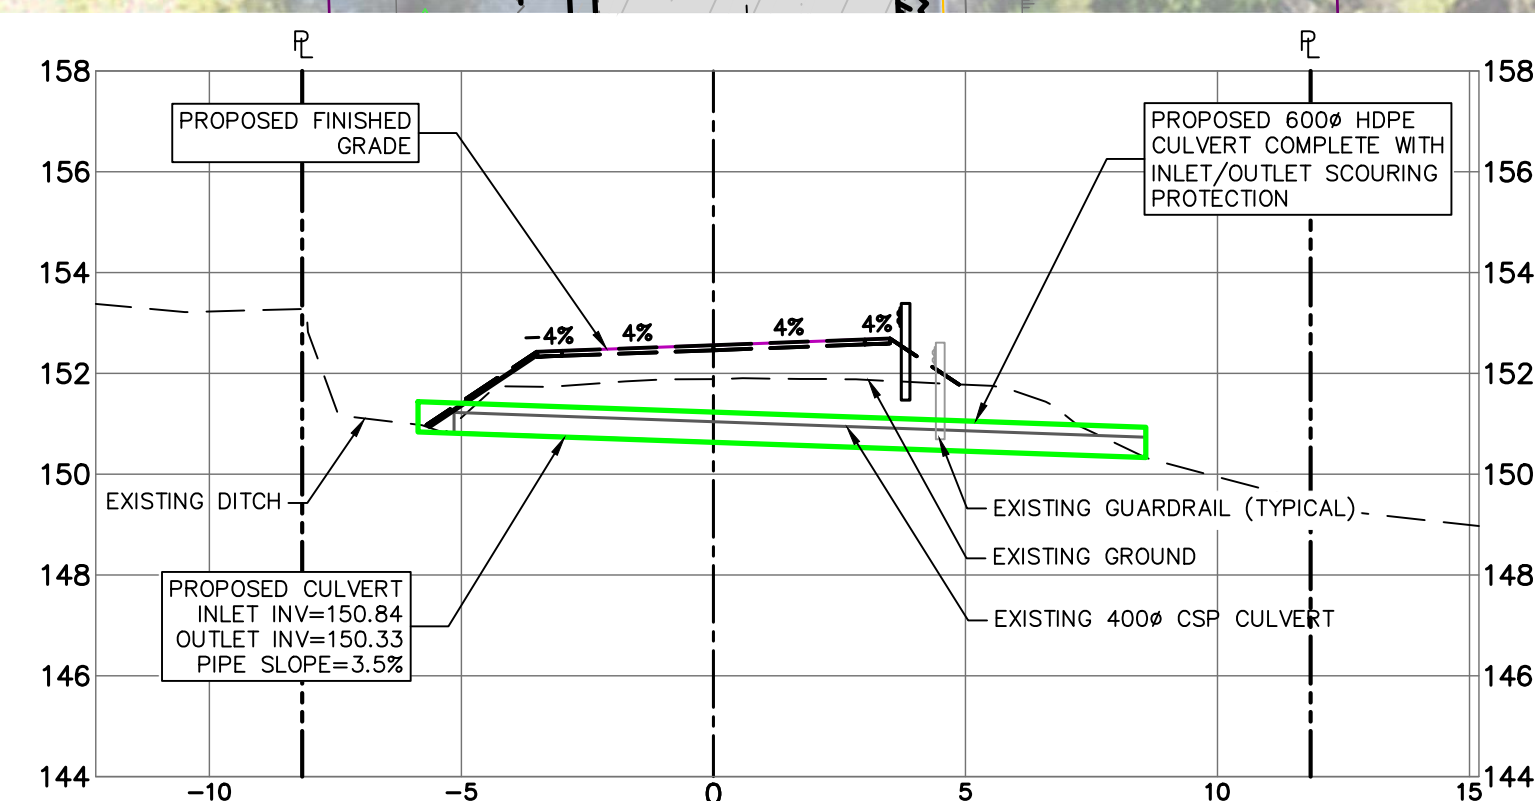 PL
PL
158
158
PROPOSED FINISHED
GRADE
PROPOSED 600ø HDPE
CULVERT COMPLETE WITH
INLET/OUTLET SCOURING
PROTECTION
156
156
154
154
-4%
4%
4%
4%
152
152
150
150
EXISTING DITCH
EXISTING GUARDRAIL (TYPICAL)
EXISTING GROUND
148
148
PROPOSED CULVERT
INLET INV=150.84
OUTLET INV=150.33
PIPE SLOPE=3.5%
EXISTING 400ø CSP CULVERT
146
146
144
144
-10
-5
0
5
10
15